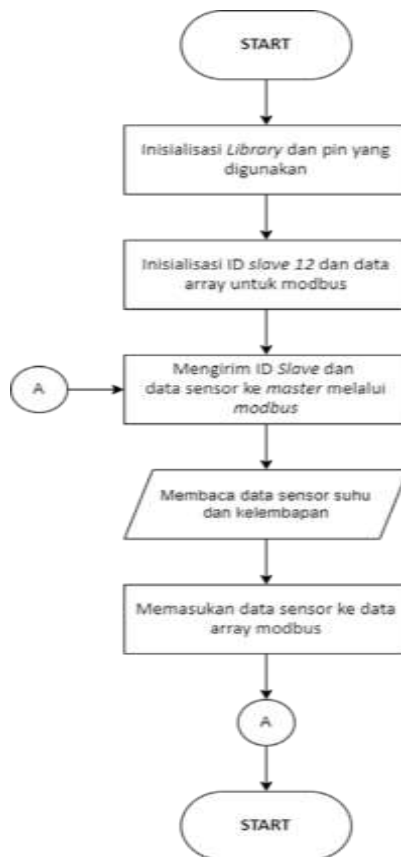 START
Inisialisasi Library dan pin yang
digunakan
Inisialisasi ID slave 12 dan data
array untuk modbus
A
Mengirim ID Slave dan
data sensor ke master melalui
modbus
Membaca data sensor suhu
dan kelembapan
Memasukan data sensor ke data
array modbus
A
START